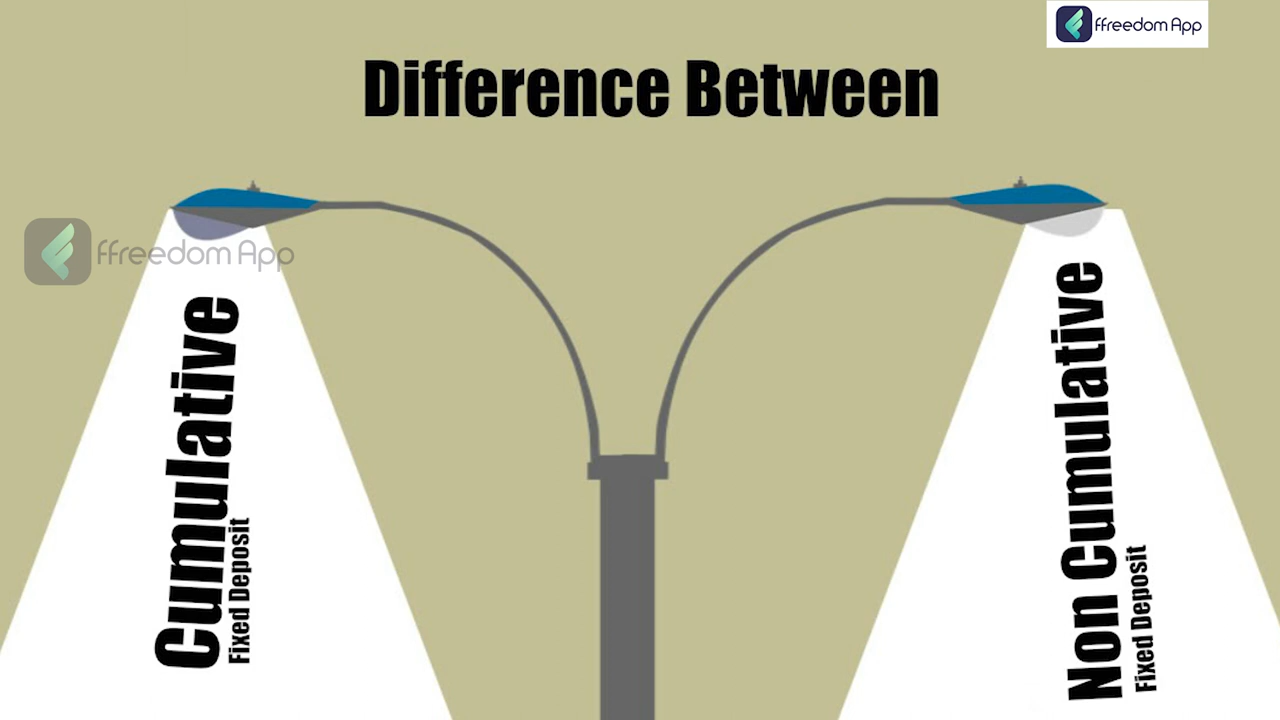 ffreedom App
Difference Between
ffreedom App
Cumulative
Fixed Deposit
Non Cumulative
Fixed Deposit